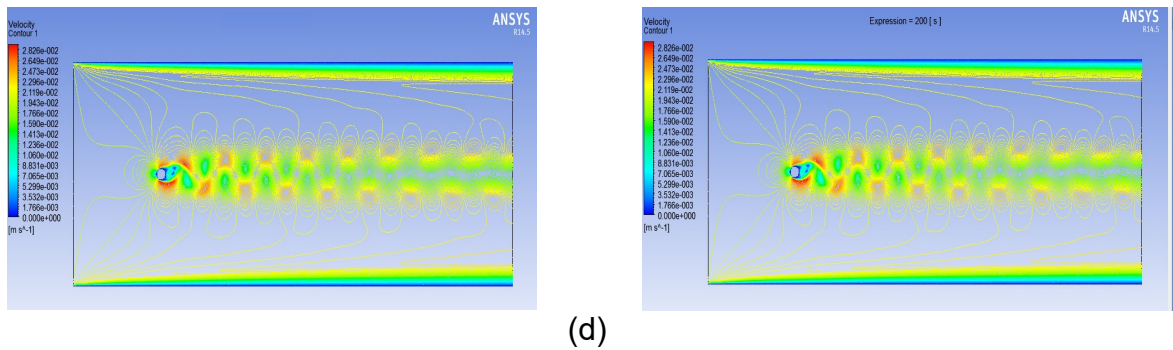 Velocity
Contour 1
2.826e-002
2.649e-002
2.473e-002
2.296e-002
2.119e-002
1.943e-002
1.766e-002
1.590e-002
1.413e-002
1.236e-002
1.060e-002
8.831e-003
7.065e-003
5.299e-003
3.532e-003
1.766e-003
0.000e+000
[m s^-1]
ANSYS
R14.5
Velocity
Contour 1
Expression = 200 [ s ]
2.826e-002
2.649e-002
2.473e-002
2.296e-002
2.119e-002
1.943e-002
1.766e-002
1.590e-002
1.413e-002
1.236e-002
1.060e-002
8.831e-003
7.065e-003
5.299e-003
3.532e-003
1.766e-003
0.000e+000
[m s^-1]
ANSYS
R14.5
(d)